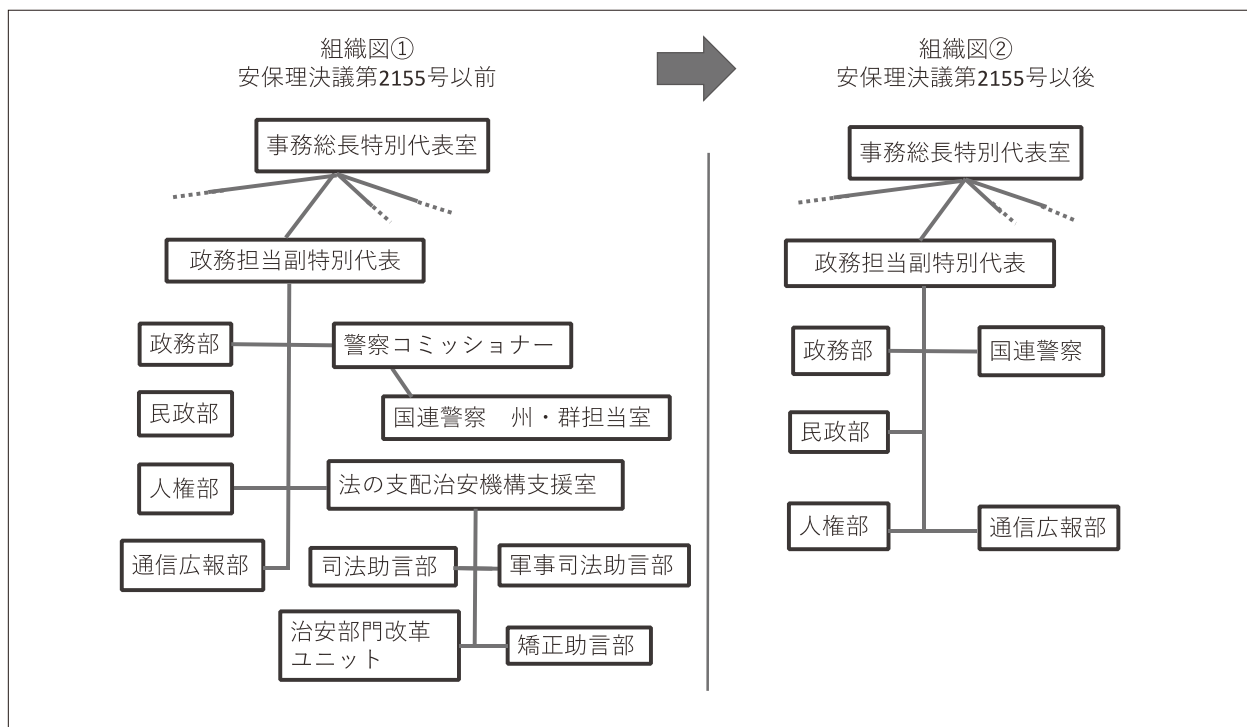 組織図①
安保理決議第2155号以前
事務総長特別代表室
政務担当副特別代表
政務部
警察コミッショナー
国連警察　州・群担当室
民政部
人権部
法の支配治安機構支援室
通信広報部
司法助言部
軍事司法助言部
治安部門改革
ユニット
矯正助言部
組織図②
安保理決議第2155号以後
事務総長特別代表室
政務担当副特別代表
政務部
国連警察
民政部
人権部
通信広報部